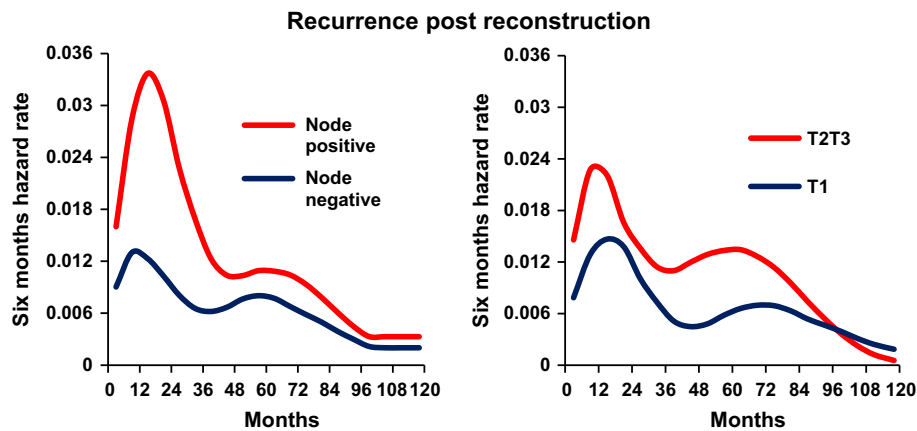 Recurrence post reconstruction
Six months hazard rate
0.036
0.03
0.024
0.018
0.012
0.006
0
Node
positive
Node
negative
0 12 24 36 48 60 72 84 96 108 120
Months
Six months hazard rate
0.036
0.03
0.024
0.018
0.012
0.006
0
T2T3
T1
0 12 24 36 48 60 72 84 96 108 120
Months